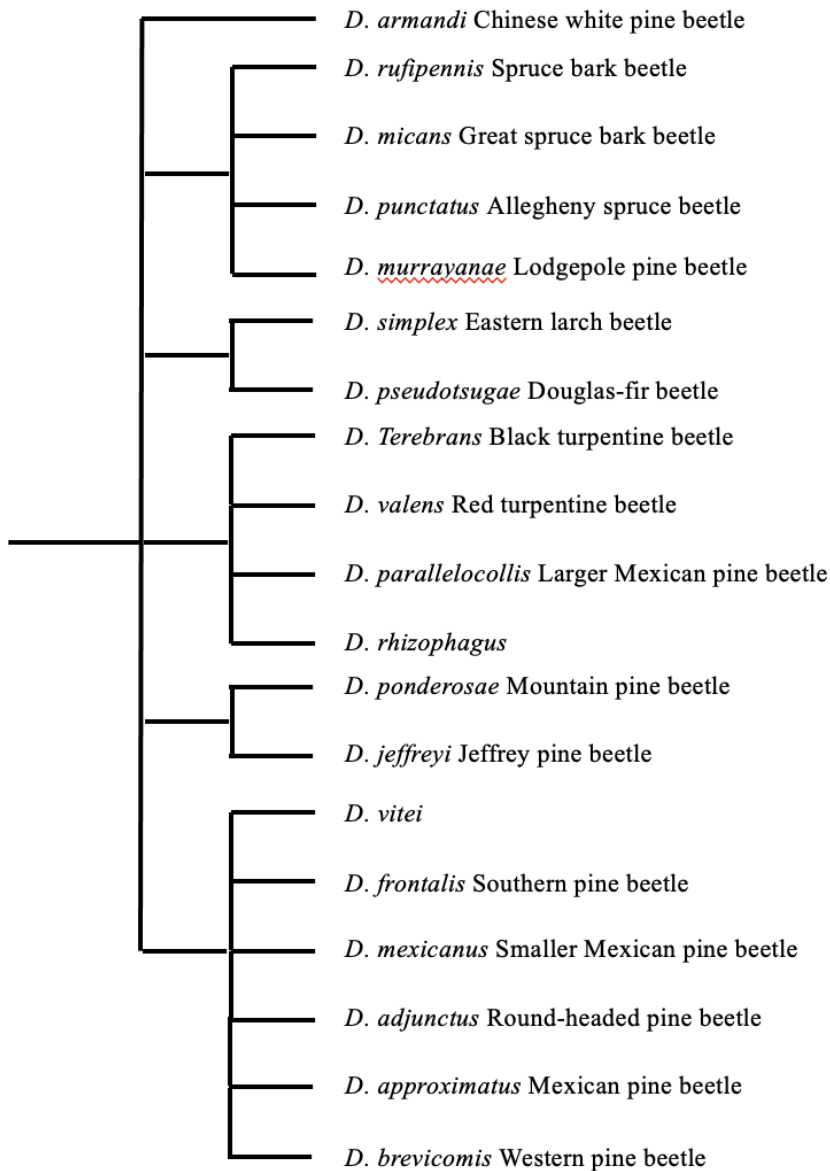 D. armandi Chinese white pine beetle
D. rufipennis Spruce bark beetle
D. micans Great spruce bark beetle
D. punctatus Allegheny spruce beetle
D. murrayanae Lodgepole pine beetle
D. simplex Eastern larch beetle
D. pseudotsugae Douglas-fir beetle
D. Terebrans Black turpentine beetle
D. valens Red turpentine beetle
D. parallelocollis Larger Mexican pine beetle
D. rhizophagus
D. ponderosae Mountain pine beetle
D. jeffreyi Jeffrey pine beetle
D. vitei
D. frontalis Southern pine beetle
D. mexicanus Smaller Mexican pine beetle
D. adjunctus Round-headed pine beetle
D. approximatus Mexican pine beetle
D. brevicomis Western pine beetle